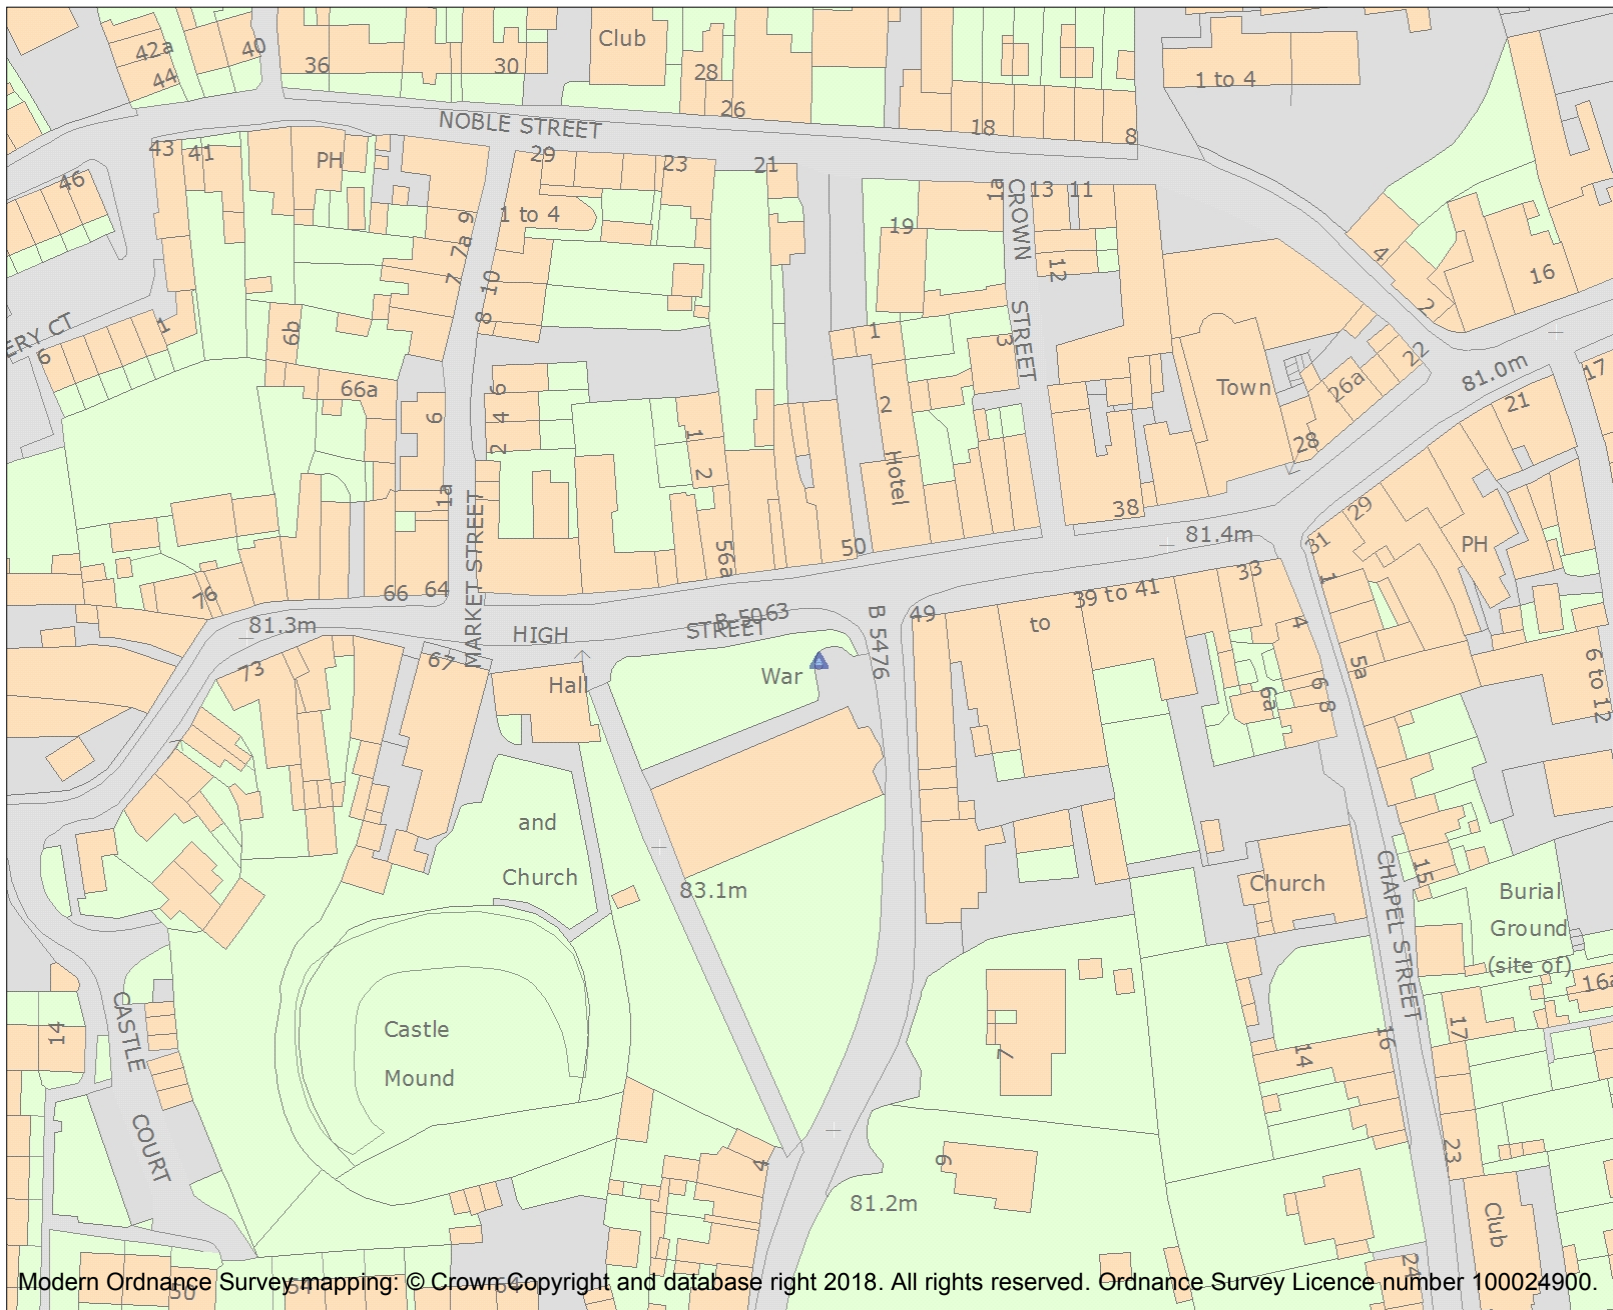 42a
40
44
36
30
Club
28
26
1 to 4
18
8
NOBLE STREET
43
41
PH
29
23
21
46
1a
13
11
CROWN
STREET
1 to 4
9
7a
7
10
8
19
12
4
2
16
ERY CT
6
1
6b
66a
6
6
4
2
1
2
1
2
3
Hotel
Town
22
26a
28
81.0m
17
21
1a
MARKET STREET
56a
50
38
81.4m
29
31
PH
76
66
64
81.3m
67
73
HIGH
STREET
B 5063
B 5476
49
39 to 41
to
33
1
4
5a
6
8
6a
6 to 12
Hall
War
and
Church
83.1m
Church
CHAPEL STREET
15
Burial
Ground
(site of)
16a
Castle
Mound
CASTLE
COURT
14
7
14
16
17
4
9
81.2m
23
Club
24
50
54
64
Modern Ordnance Survey mapping: © Crown Copyright and database right 2018. All rights reserved. Ordnance Survey Licence number 100024900.